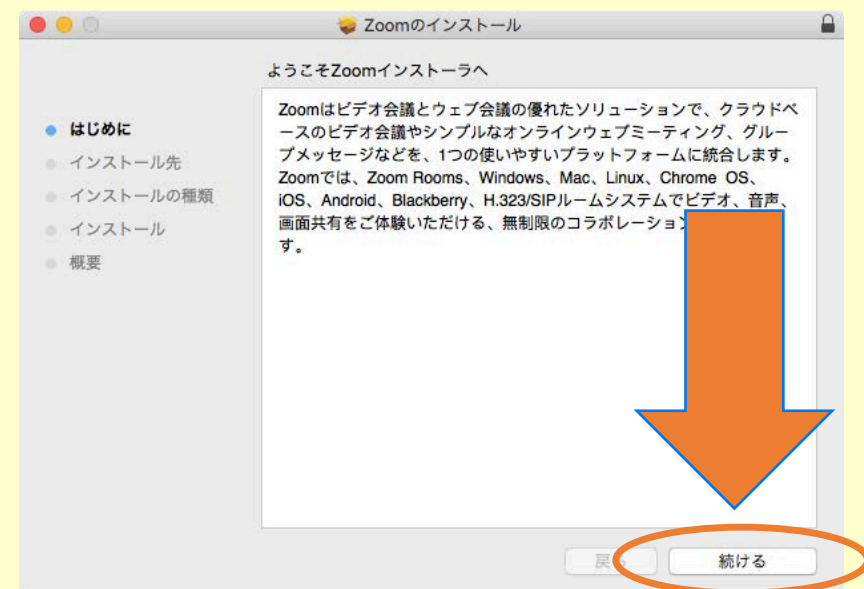 Zoomのインストール
ようこそZoomインストーラへ
はじめに
インストール先
インストールの種類
インストール
概要
Zoomはビデオ会議とウェブ会議の優れたソリューションで、クラウドベ
ースのビデオ会議やシンプルなオンラインウェブミーティング、グルー
プメッセージなどを、1つの使いやすいプラットフォームに統合します。
Zoomでは、Zoom Rooms、Windows、Mac、Linux、Chrome OS、
iOS、Android、Blackberry、H.323/SIPルームシステムでビデオ、音声、
画面共有をご体験いただける、無制限のコラボレーション
す。
戻
続ける